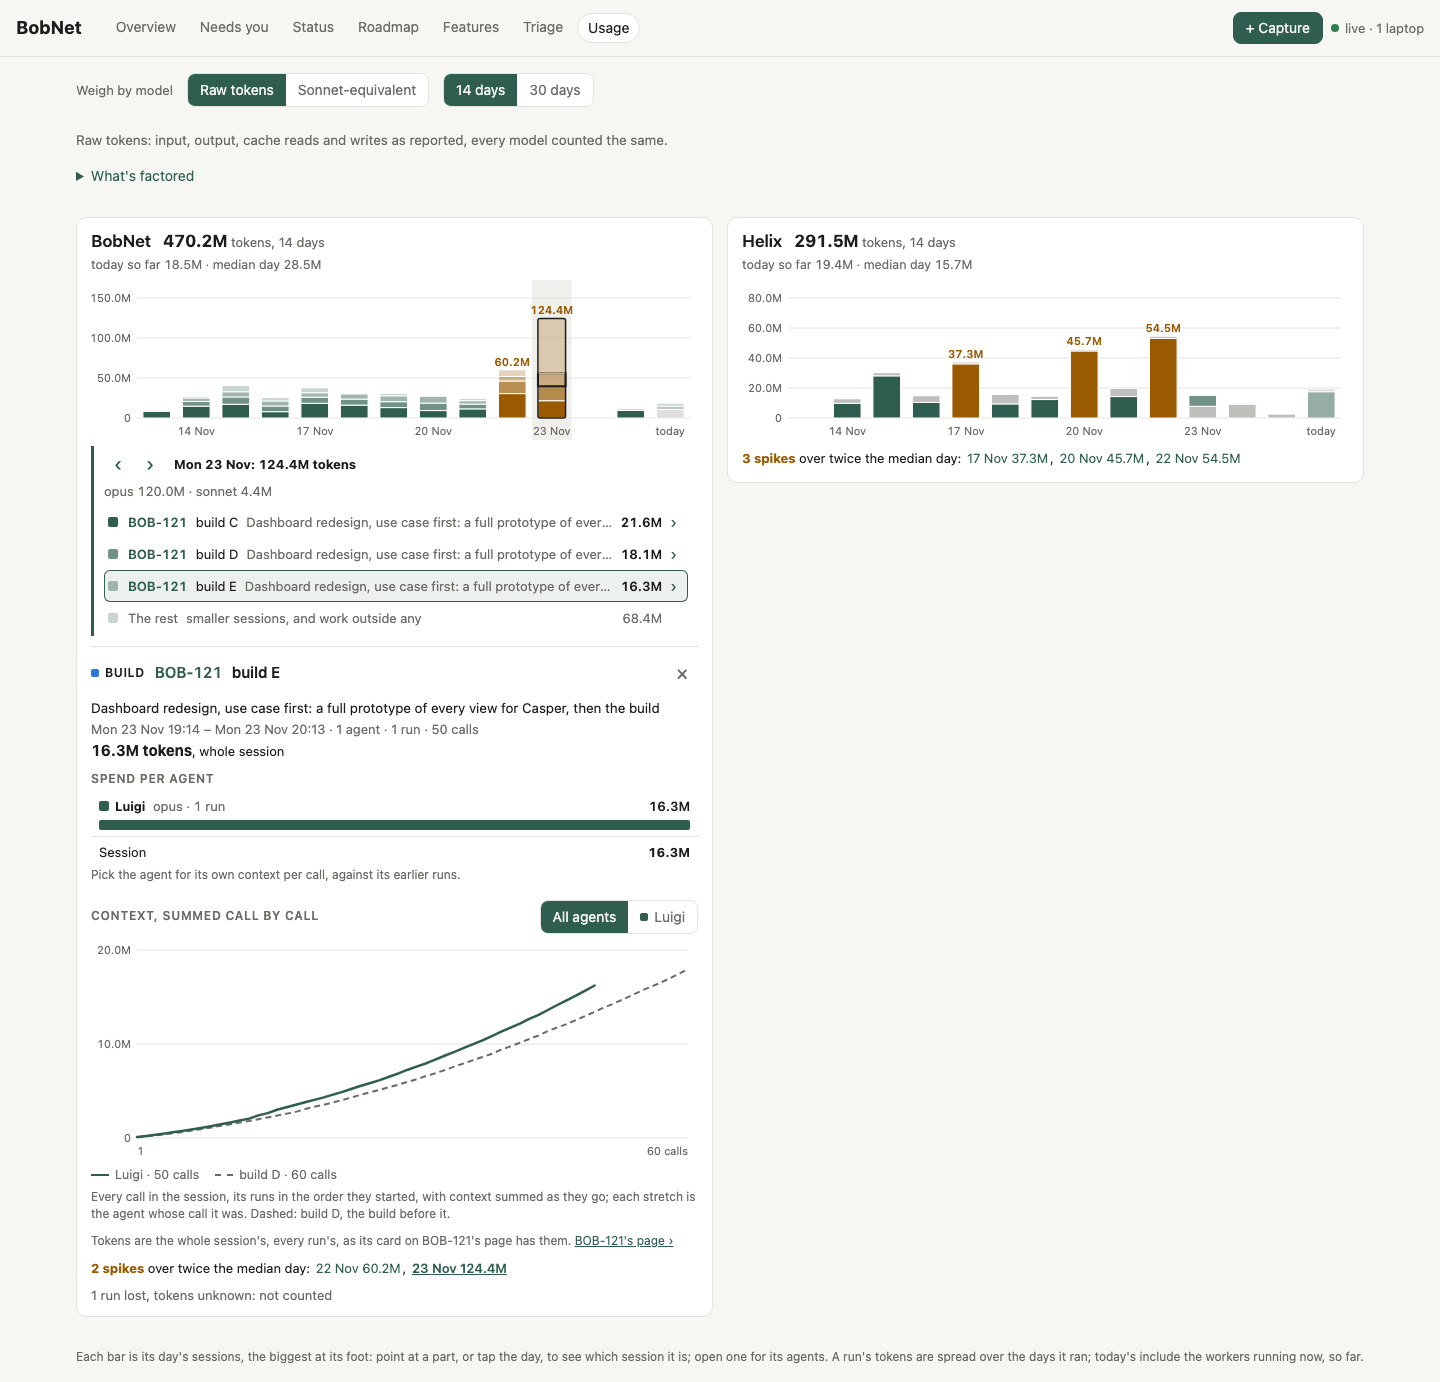 BobNet
Overview Needs you Status Roadmap Features Triage Usage
+ Capture live · 1 laptop
Weigh by model Raw tokens Sonnet-equivalent 14 days 30 days
Raw tokens: input, output, cache reads and writes as reported, every model counted the same.
What's factored
BobNet 470.2M tokens, 14 days
today so far 18.5M · median day 28.5M
150.0M
100.0M
50.0M
0
60.2M
124.4M
14 Nov 17 Nov 20 Nov 23 Nov today
‹ › Mon 23 Nov: 124.4M tokens
opus 120.0M · sonnet 4.4M
BOB-121 build C Dashboard redesign, use case first: a full prototype of ever... 21.6M ›
BOB-121 build D Dashboard redesign, use case first: a full prototype of ever... 18.1M ›
BOB-121 build E Dashboard redesign, use case first: a full prototype of ever... 16.3M ›
The rest smaller sessions, and work outside any 68.4M
BUILD BOB-121 build E ×
Dashboard redesign, use case first: a full prototype of every view for Casper, then the build
Mon 23 Nov 19:14 – Mon 23 Nov 20:13 · 1 agent · 1 run · 50 calls
16.3M tokens, whole session
SPEND PER AGENT
Luigi opus · 1 run 16.3M
Session 16.3M
Pick the agent for its own context per call, against its earlier runs.
CONTEXT, SUMMED CALL BY CALL All agents Luigi
20.0M
10.0M
0
1 60 calls
Luigi · 50 calls build D · 60 calls
Every call in the session, its runs in the order they started, with context summed as they go; each stretch is
the agent whose call it was. Dashed: build D, the build before it.
Tokens are the whole session's, every run's, as its card on BOB-121's page has them. BOB-121's page ›
2 spikes over twice the median day: 22 Nov 60.2M, 23 Nov 124.4M
1 run lost, tokens unknown: not counted
Helix 291.5M tokens, 14 days
today so far 19.4M · median day 15.7M
80.0M
60.0M
40.0M
20.0M
0
37.3M
45.7M
54.5M
14 Nov 17 Nov 20 Nov 23 Nov today
3 spikes over twice the median day: 17 Nov 37.3M, 20 Nov 45.7M, 22 Nov 54.5M
Each bar is its day's sessions, the biggest at its foot: point at a part, or tap the day, to see which session it is; open one for its agents. A run's tokens are spread over the days it ran; today's include the workers running now, so far.